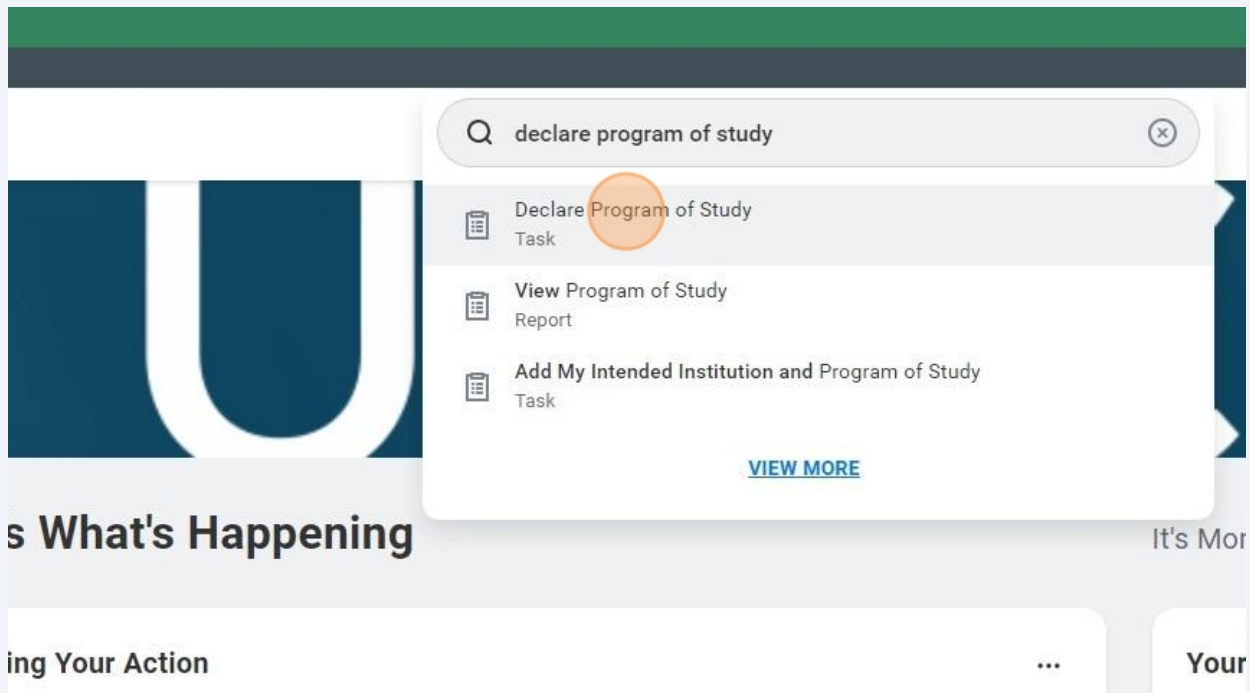 declare program of study
Declare Program of Study
Task
View Program of Study
Report
Add My Intended Institution and Program of Study
Task
VIEW MORE
s What's Happening
It's Mor
ing Your Action
Your